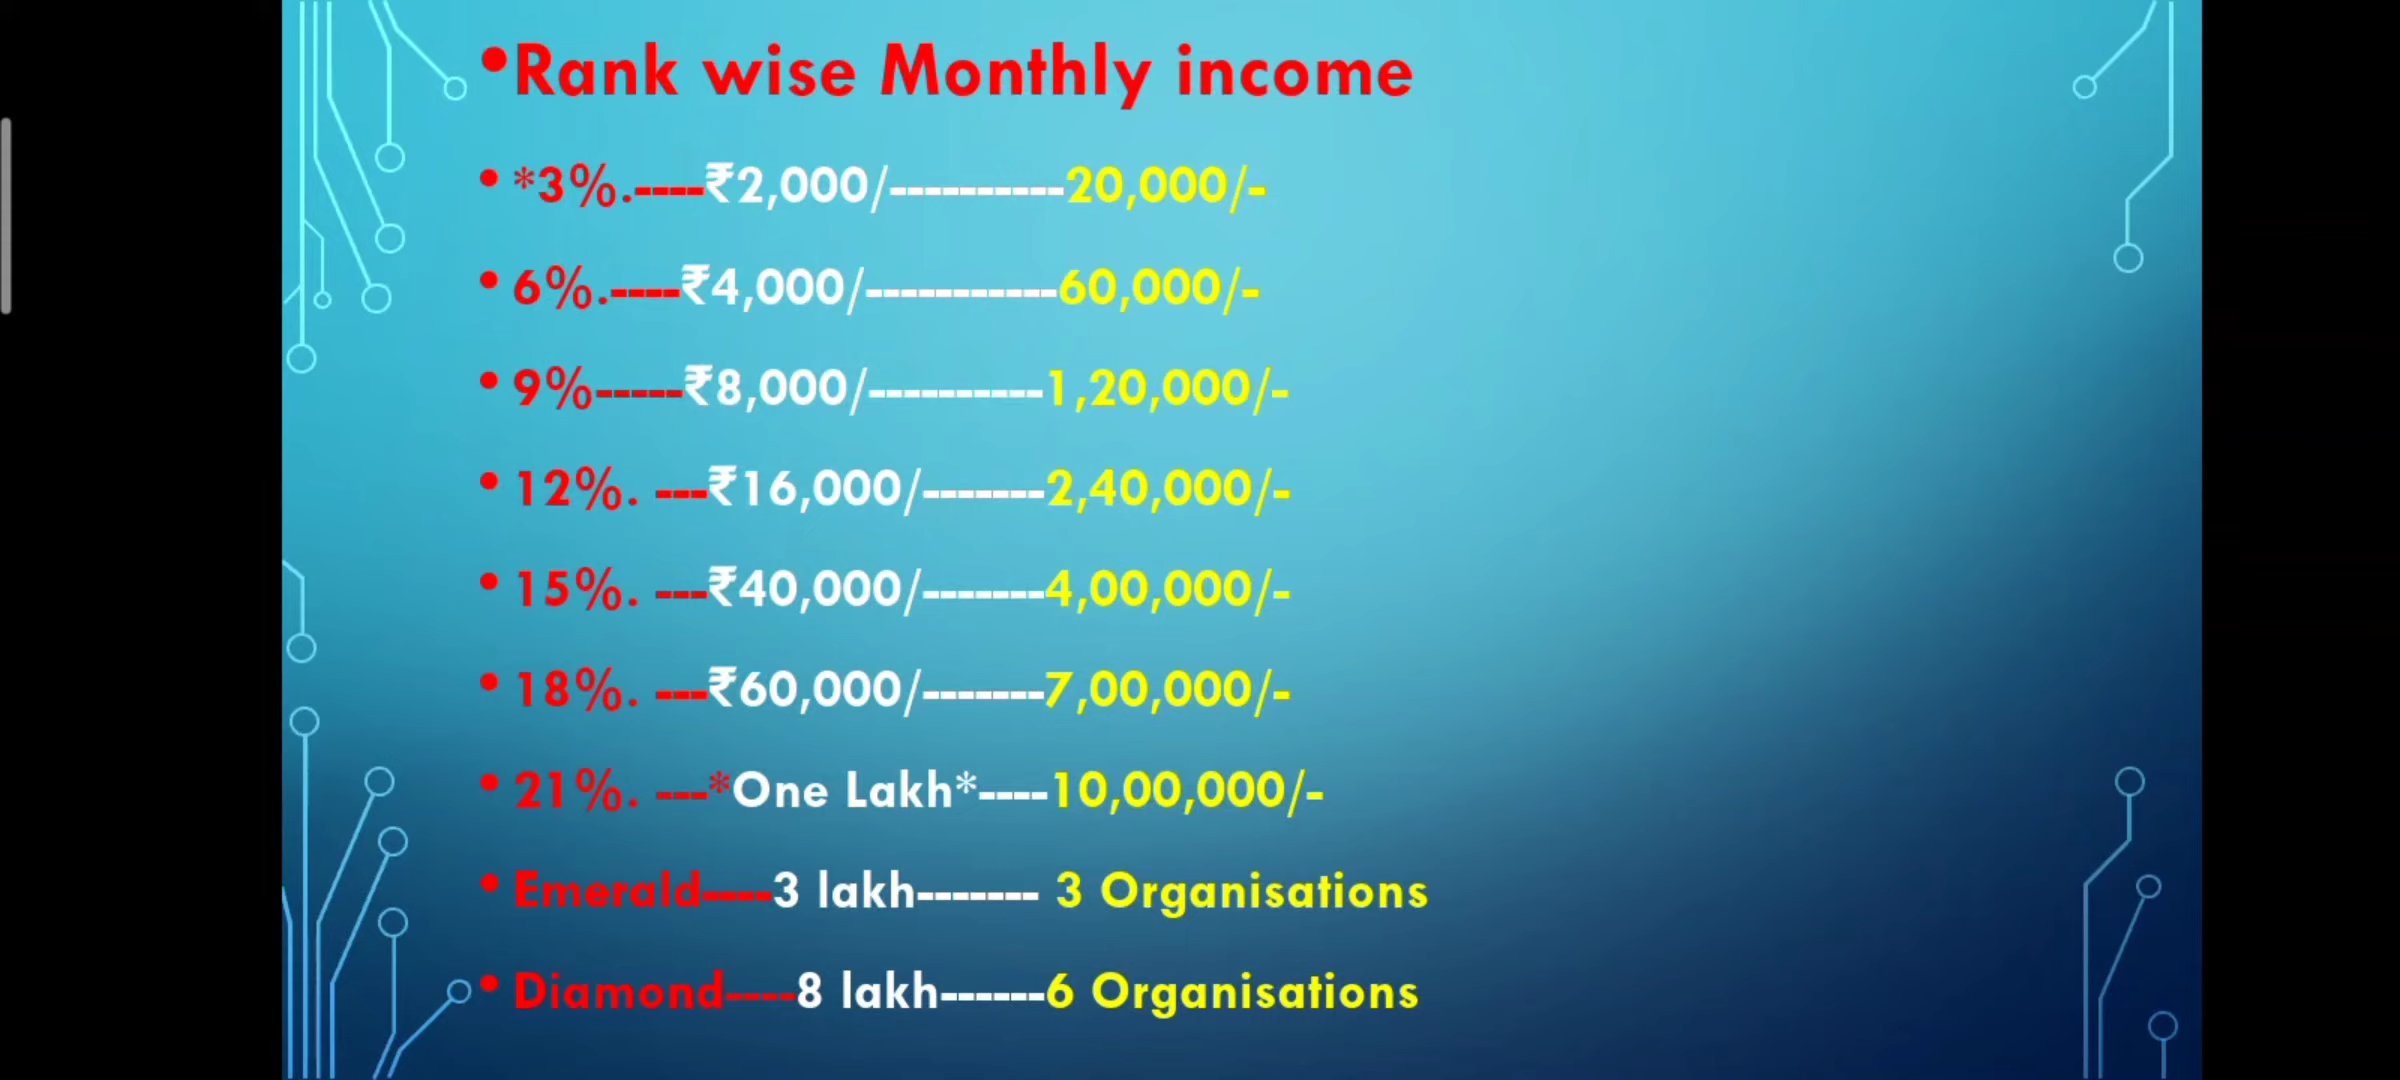 •Rank wise Monthly income
• *3%.----₹2,000/----------20,000/-
• 6%.----₹4,000/-----------60,000/-
• 9%-----₹8,000/----------1,20,000/-
• 12%. ---₹16,000/-------2,40,000/-
• 15%. ---₹40,000/-------4,00,000/-
• 18%. ---₹60,000/-------7,00,000/-
• 21%. ---*One Lakh*----10,00,000/-
• Emerald----3 lakh------- 3 Organisations
• Diamond----8 lakh------6 Organisations